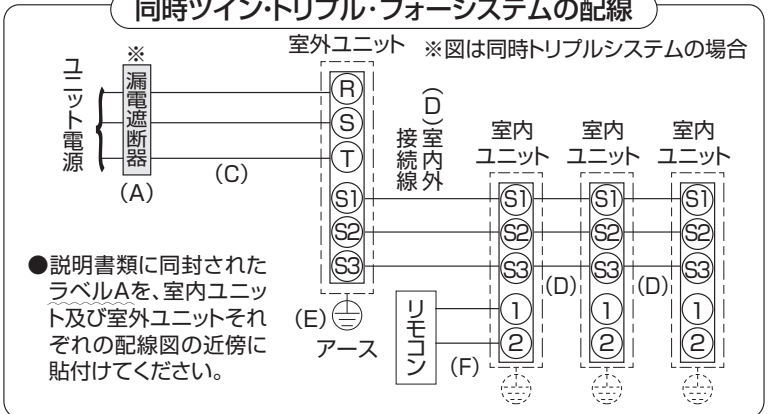 同時ツイン・トリプル・フォーシステムの配線
※
室外ユニット
※図は同時トリプルシステムの場合
ユニット電源
漏電遮断器
(A)
(C)
R
S
T
S1
S2
S3
(D)室内外
接続線
室内
ユニット
室内
ユニット
室内
ユニット
S1
S2
S3
1
2
(D)
S1
S2
S3
1
2
(D)
S1
S2
S3
1
2
●説明書類に同封された
ラベルAを、室内ユニッ
ト及び室外ユニットそれ
ぞれの配線図の近傍に
貼付けてください。
(E)
アース
リモコン
(F)